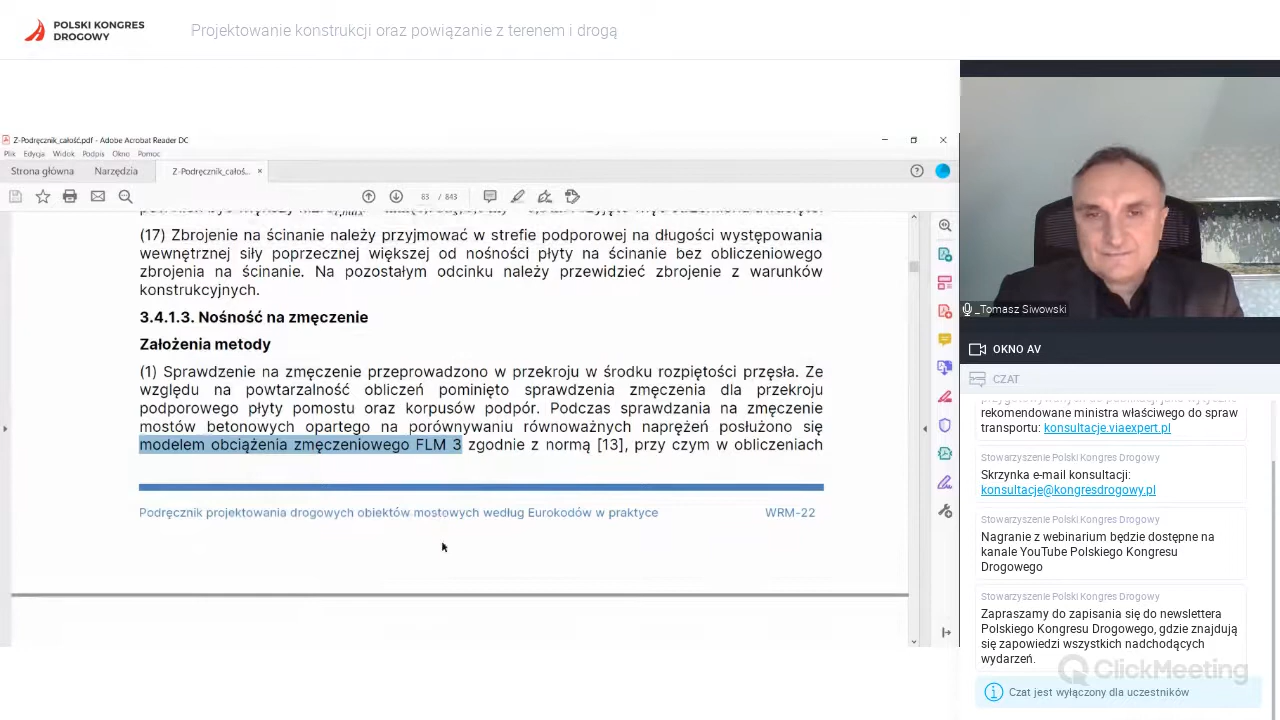 POLSKI KONGRES
DROGOWY
Projektowanie konstrukcji oraz powiązanie z terenem i drogą
Z-Podręcznik_całość.pdf - Adobe Acrobat Reader DC
Plik Edycja Widok Podpis Okno Pomoc
Strona główna Narzędzia Z-Podręcznik_całoś... ×
83 / 843
(17) Zbrojenie na ścinanie należy przyjmować w strefie podporowej na długości występowania
wewnętrznej siły poprzecznej większej od nośności płyty na ścinanie bez obliczeniowego
zbrojenia na ścinanie. Na pozostałym odcinku należy przewidzieć zbrojenie z warunków
konstrukcyjnych.
3.4.1.3. Nośność na zmęczenie
Założenia metody
(1) Sprawdzenie na zmęczenie przeprowadzono w przekroju w środku rozpiętości przęsła. Ze
względu na powtarzalność obliczeń pominięto sprawdzenia zmęczenia dla przekroju
podporowego płyty pomostu oraz korpusów podpór. Podczas sprawdzania na zmęczenie
mostów betonowych opartego na porównywaniu równoważnych naprężeń posłużono się
modelem obciążenia zmęczeniowego FLM 3 zgodnie z normą [13], przy czym w obliczeniach
Podręcznik projektowania drogowych obiektów mostowych według Eurokodów w praktyce WRM-22
_Tomasz Siwowski
OKNO AV
CZAT
rekomendowane ministra właściwego do spraw
transportu: konsultacje.viaexpert.pl
Stowarzyszenie Polski Kongres Drogowy
Skrzynka e-mail konsultacji:
konsultacje@kongresdrogowy.pl
Stowarzyszenie Polski Kongres Drogowy
Nagranie z webinarium będzie dostępne na
kanale YouTube Polskiego Kongresu
Drogowego
Stowarzyszenie Polski Kongres Drogowy
Zapraszamy do zapisania się do newslettera
Polskiego Kongresu Drogowego, gdzie znajdują
się zapowiedzi wszystkich nadchodzących
wydarzeń.
ClickMeeting
Czat jest wyłączony dla uczestników